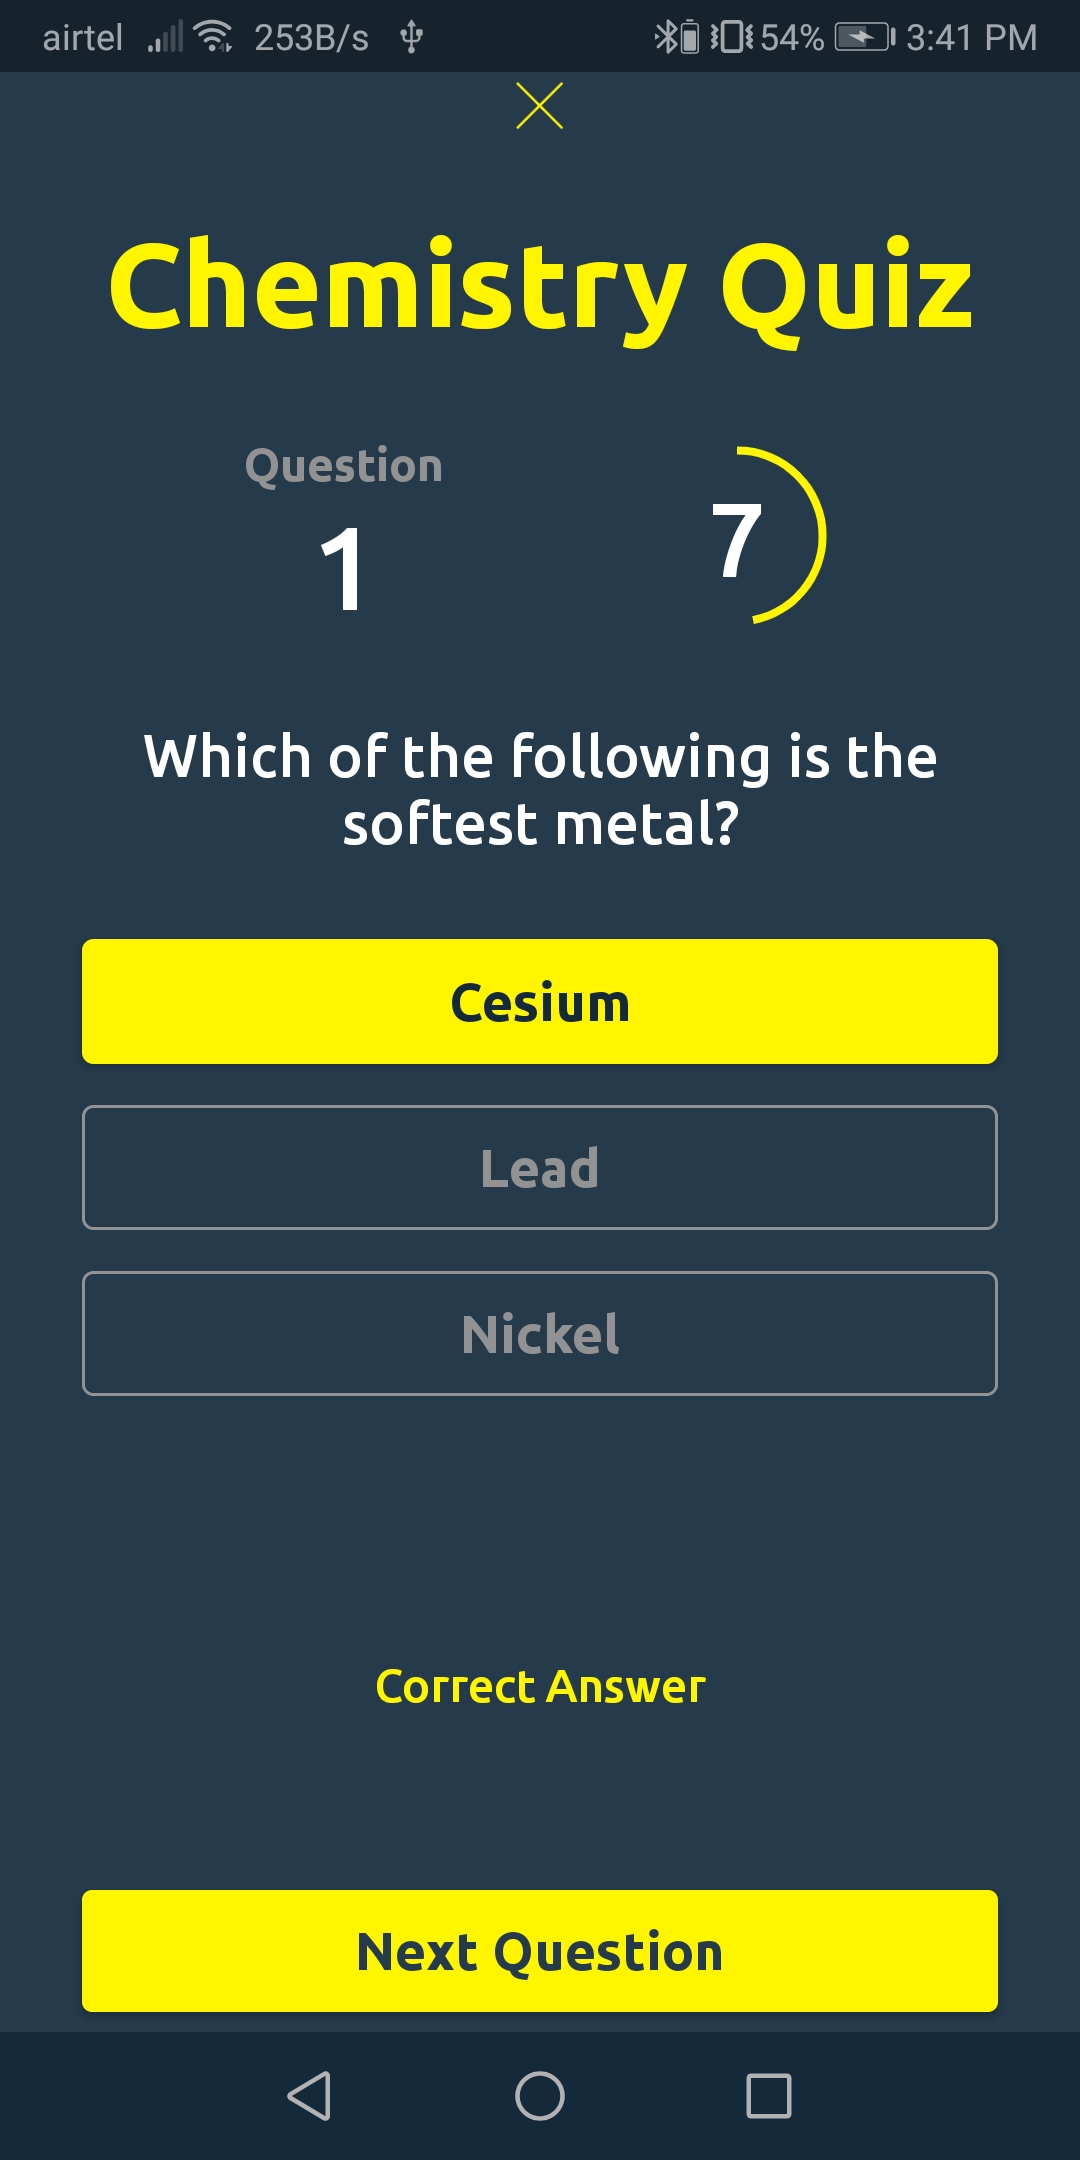 airtel 253B/s 54% 3:41 PM
Chemistry Quiz
Question
1
7
Which of the following is the
softest metal?
Cesium
Lead
Nickel
Correct Answer
Next Question